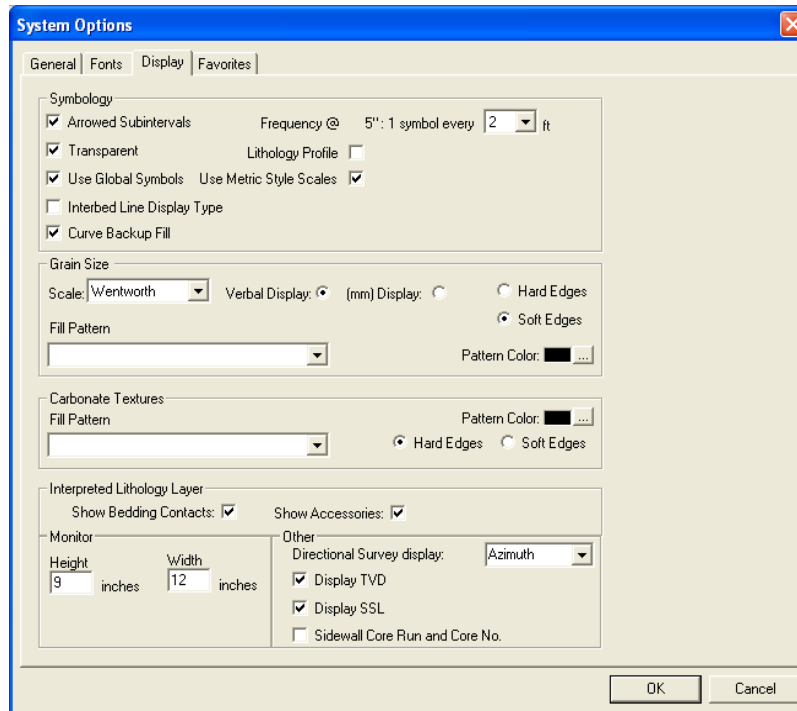 System Options
General Fonts Display Favorites
Symbology
Arrowed Subintervals Frequency @ 5": 1 symbol every 2 ft
Transparent Lithology Profile
Use Global Symbols Use Metric Style Scales
Interbed Line Display Type
Curve Backup Fill
Grain Size
Scale: Wentworth Verbal Display: (mm) Display: Hard Edges
Soft Edges
Fill Pattern
Pattern Color: ...
Carbonate Textures
Fill Pattern Pattern Color: ...
Hard Edges Soft Edges
Interpreted Lithology Layer
Show Bedding Contacts: Show Accessories:
Monitor Other
Height Width Directional Survey display: Azimuth
9 inches 12 inches Display TVD
Display SSL
Sidewall Core Run and Core No.
OK Cancel